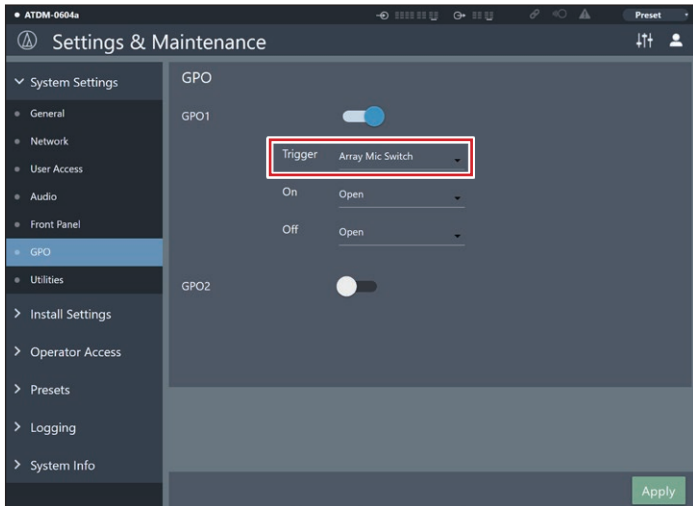 ATDM-0604a
Preset
Settings & Maintenance
System Settings
General
Network
User Access
Audio
Front Panel
GPO
Utilities
Install Settings
Operator Access
Presets
Logging
System Info
GPO
GPO1
Trigger Array Mic Switch
On Open
Off Open
GPO2
Apply